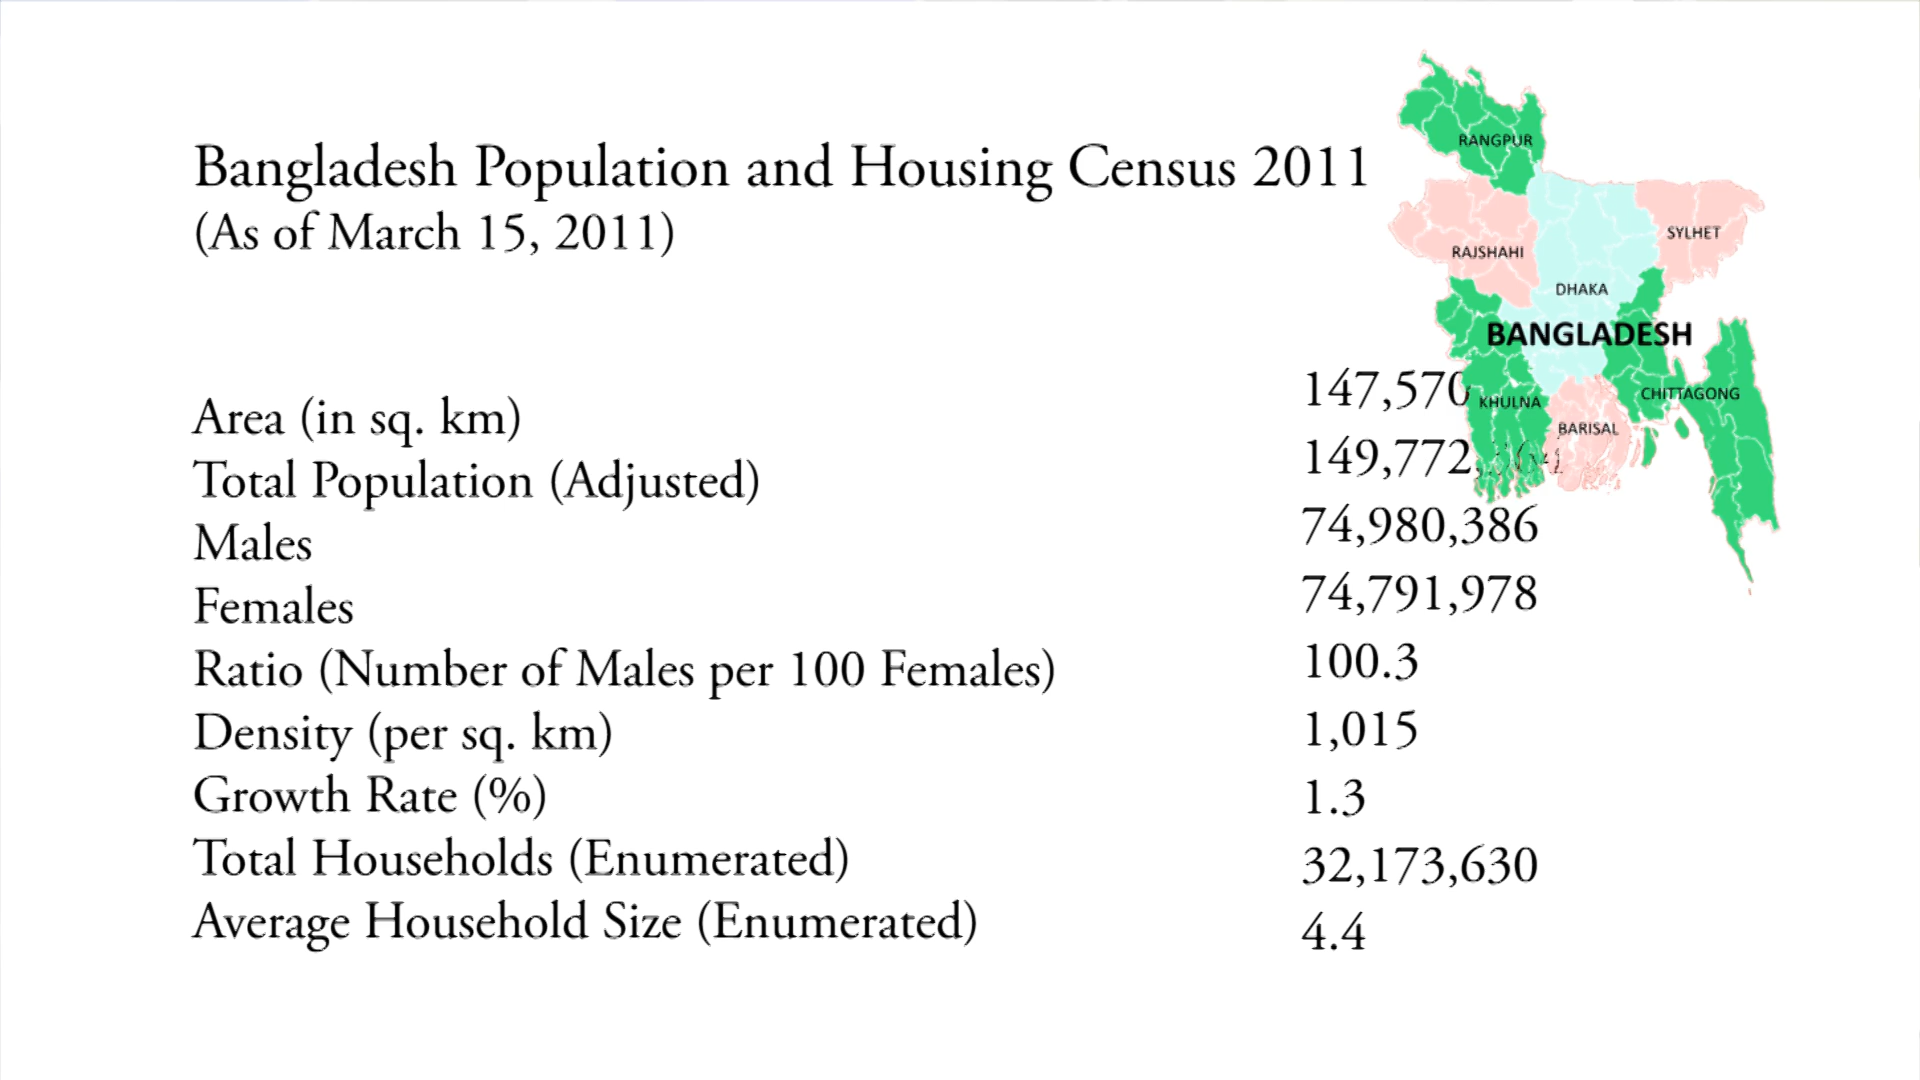 Bangladesh Population and Housing Census 2011
(As of March 15, 2011)
Area (in sq. km) 147,570
Total Population (Adjusted)
Males 74,980,386
Females 74,791,978
Ratio (Number of Males per 100 Females) 100.3
Density (per sq. km) 1,015
Growth Rate (%) 1.3
Total Households (Enumerated) 32,173,630
Average Household Size (Enumerated) 4.4
RANGPUR
RAJSHAHI
SYLHET
DHAKA
BANGLADESH
KHULNA
CHITTAGONG
BARISAL